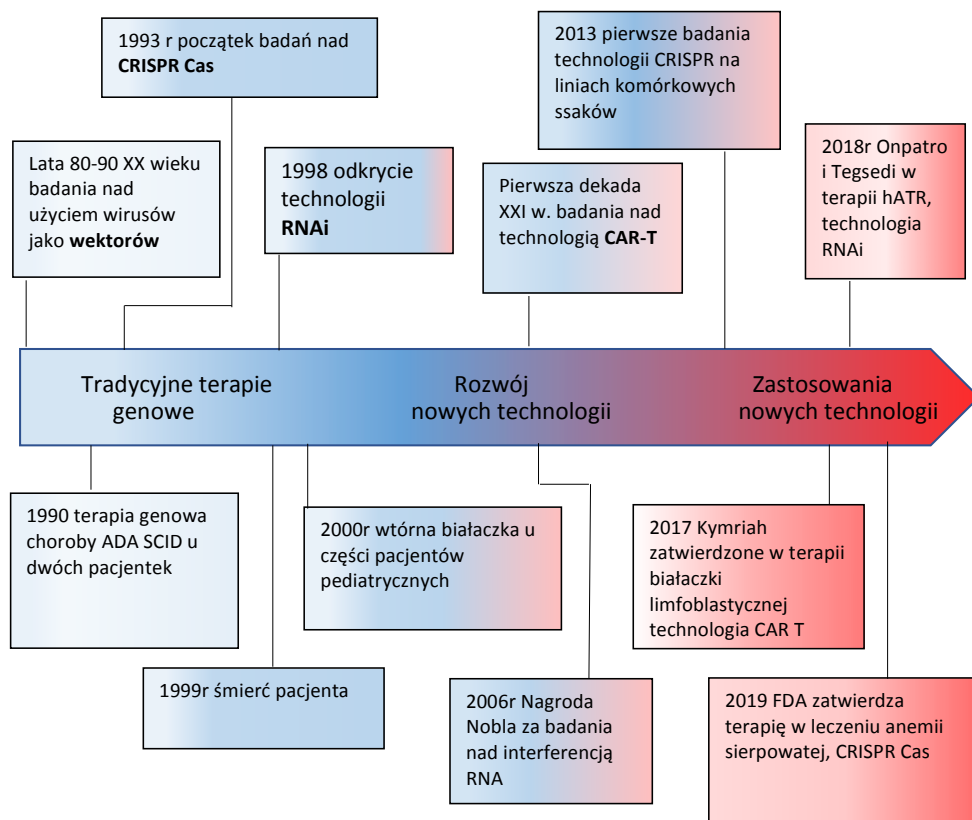 1993 r początek badań nad
CRISPR Cas
2013 pierwsze badania
technologii CRISPR na
liniach komórkowych
ssaków
Lata 80-90 XX wieku
badania nad
użyciem wirusów
jako wektorów
1998 odkrycie
technologii
RNAi
Pierwsza dekada
XXI w. badania nad
technologią CAR-T
2018r Onpatro
i Tegsedi w
terapii hATR,
technologia
RNAi
Tradycyjne terapie
genowe
Rozwój
nowych technologii
Zastosowania
nowych technologii
1990 terapia genowa
choroby ADA SCID u
dwóch pacjentek
2000r wtórna białaczka u
części pacjentów
pediatrycznych
2017 Kymriah
zatwierdzone w terapii
białaczki
limfoblastycznej
technologia CAR T
1999r śmierć pacjenta
2006r Nagroda
Nobla za badania
nad interferencją
RNA
2019 FDA zatwierdza
terapię w leczeniu anemii
sierpowatej, CRISPR Cas